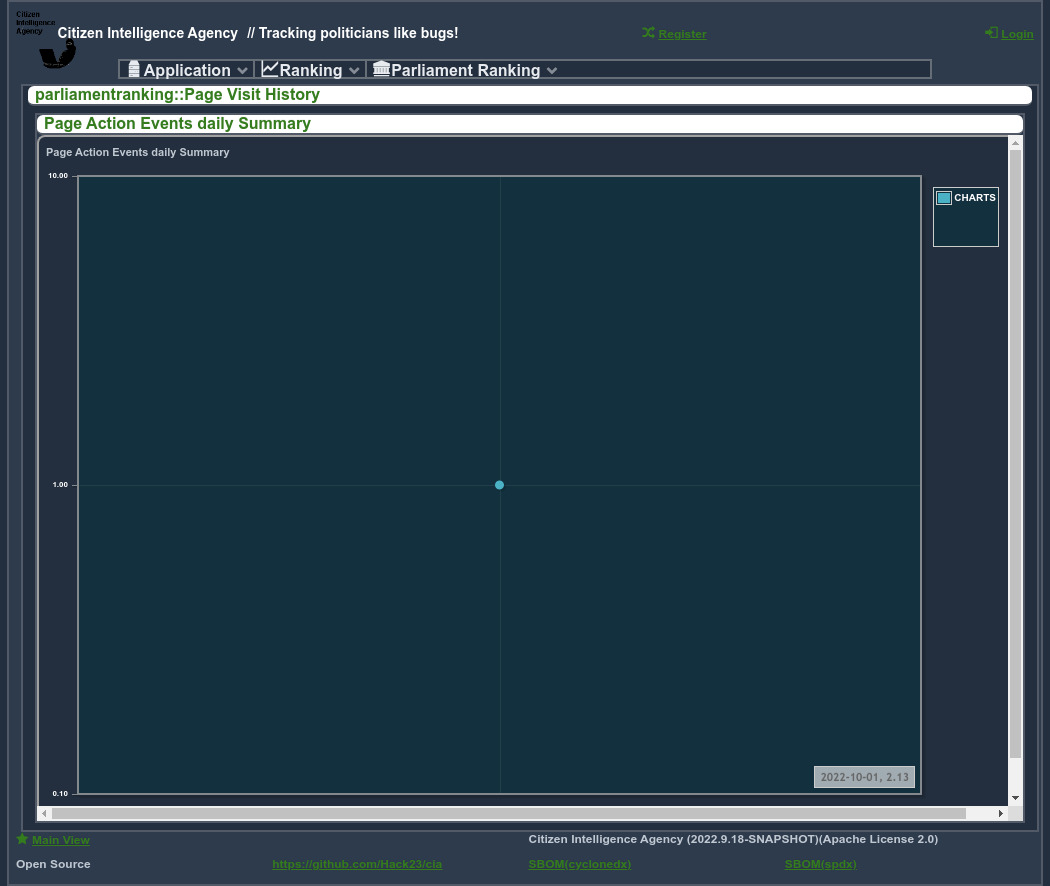 Citizen
Intelligence
Agency
Citizen Intelligence Agency // Tracking politicians like bugs!
Register
Login
Application
Ranking
Parliament Ranking
parliamentranking::Page Visit History
Page Action Events daily Summary
Page Action Events daily Summary
10.00
CHARTS
1.00
2022-10-01, 2.13
0.10
Main View
Citizen Intelligence Agency (2022.9.18-SNAPSHOT)(Apache License 2.0)
Open Source
https://github.com/Hack23/cia
SBOM(cyclonedx)
SBOM(spdx)